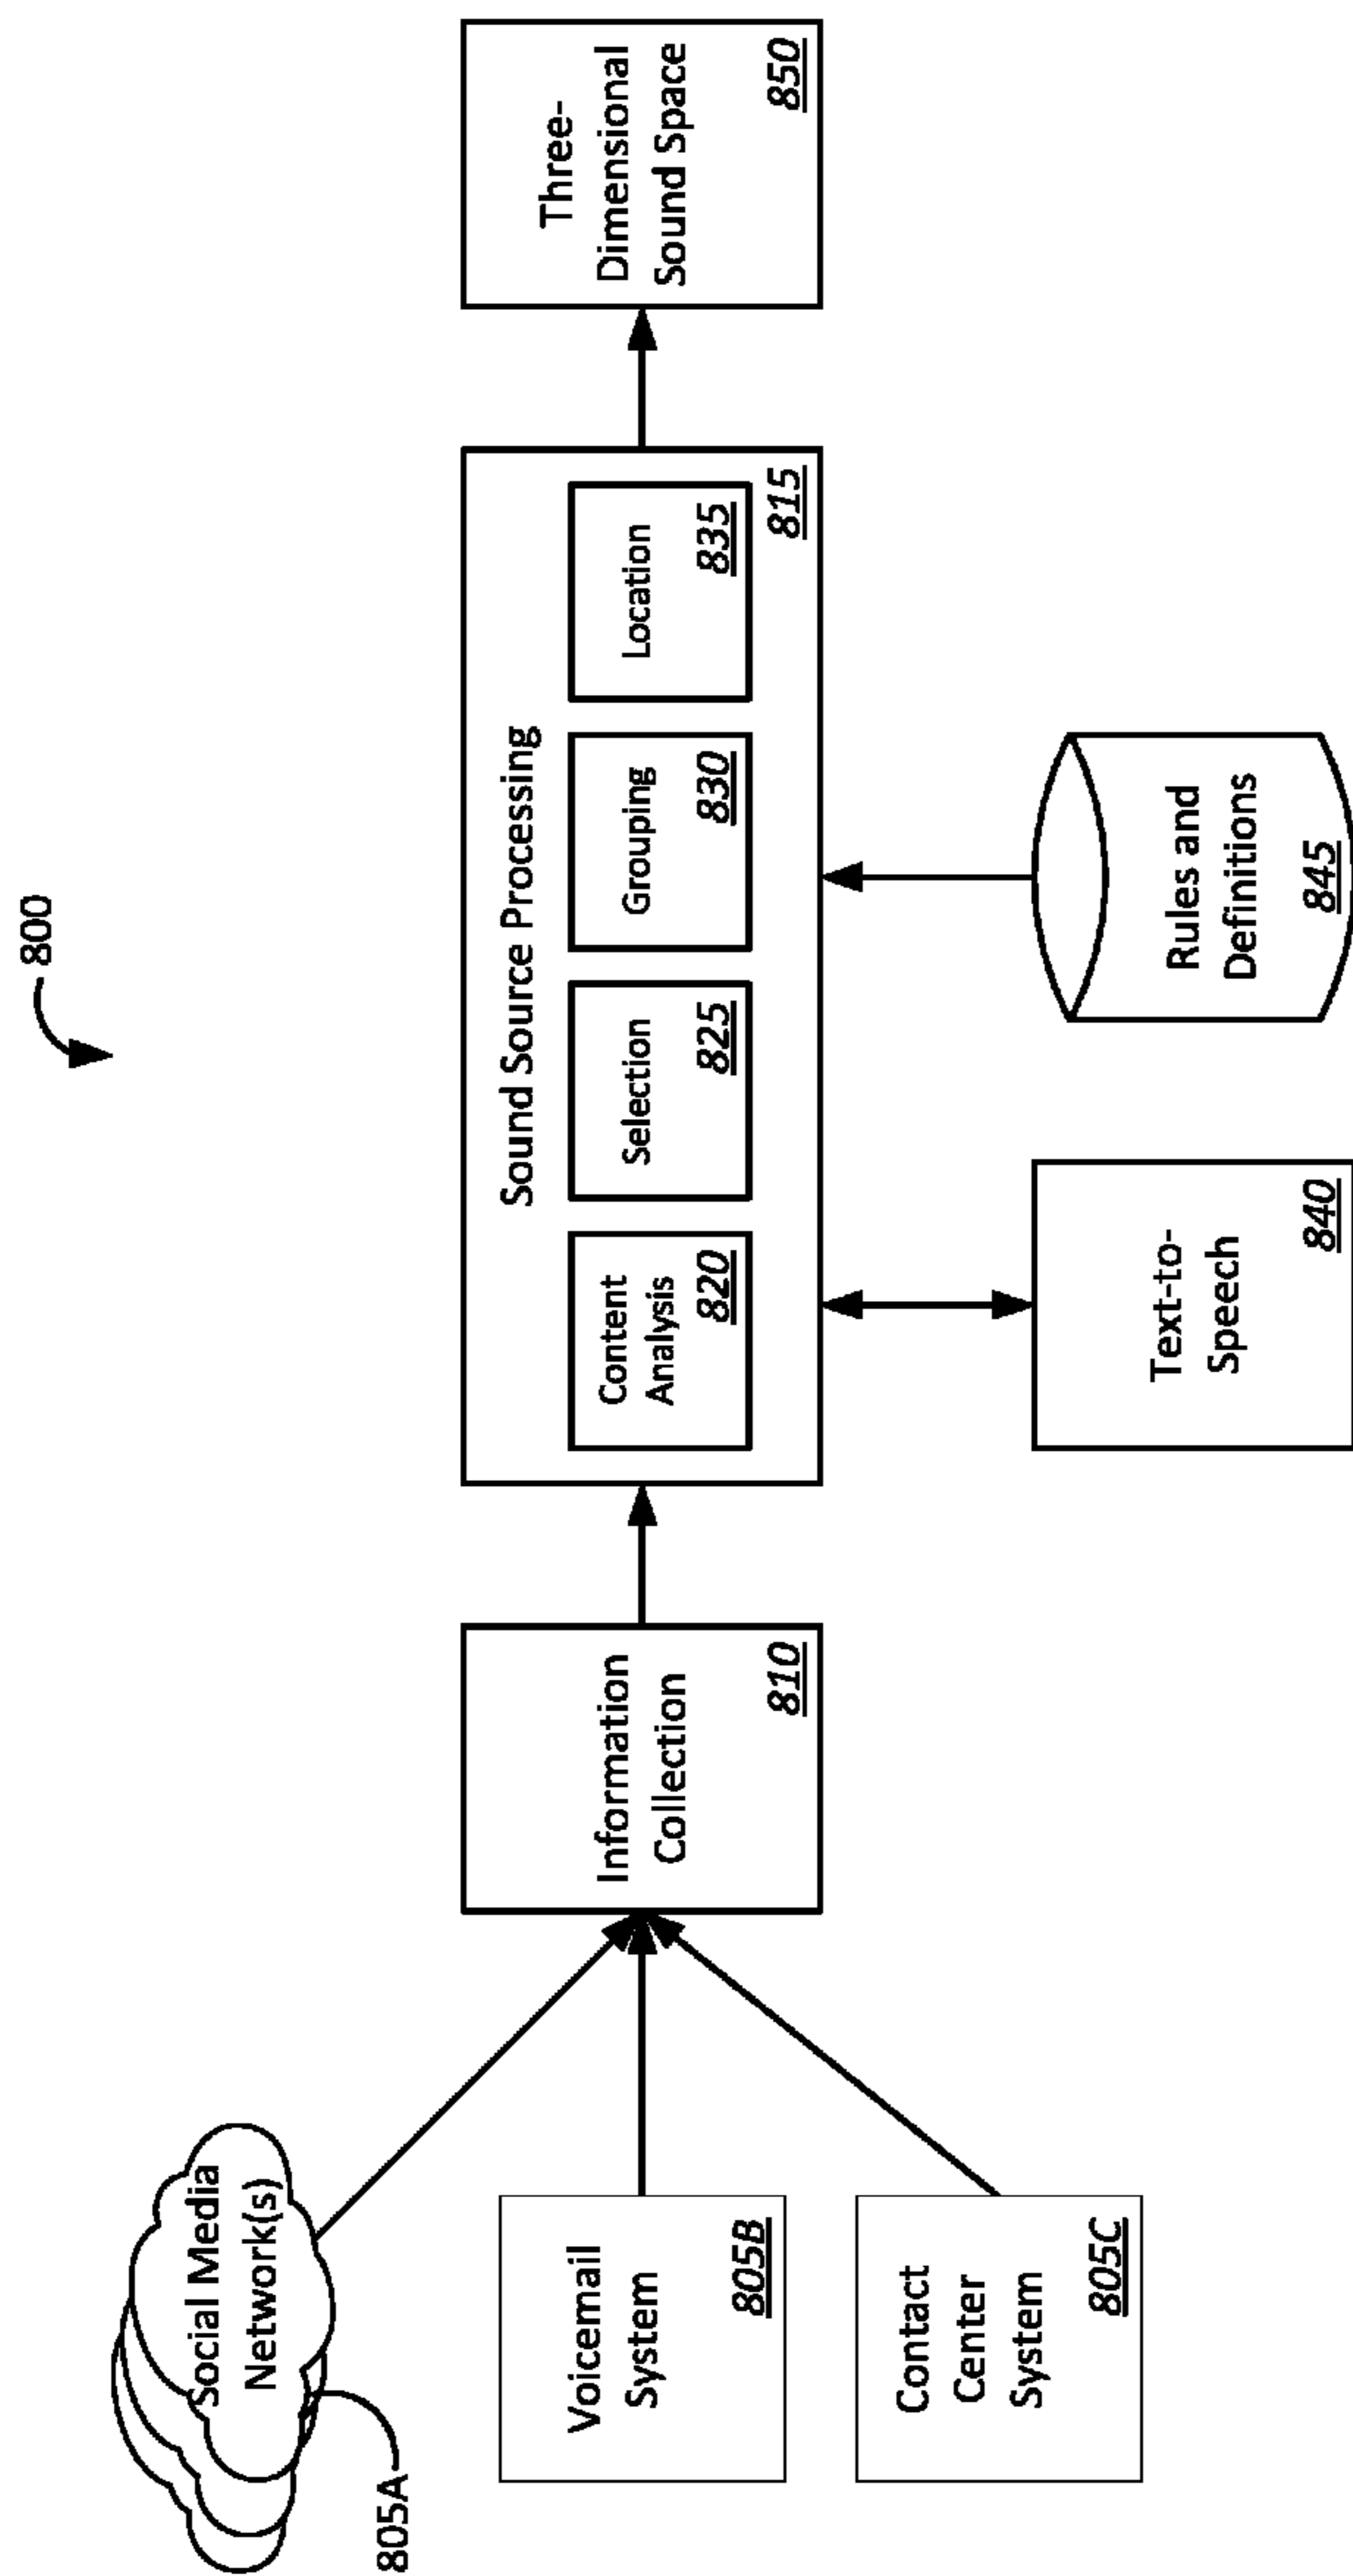 800
Social Media
Network(s)
805A
Voicemail
System
805B
Contact
Center
System
805C
Information
Collection
810
Sound Source Processing
Content
Analysis
820
Selection
825
Grouping
830
Location
835
815
Text-to-
Speech
840
Rules and
Definitions
845
Three-
Dimensional
Sound Space
850